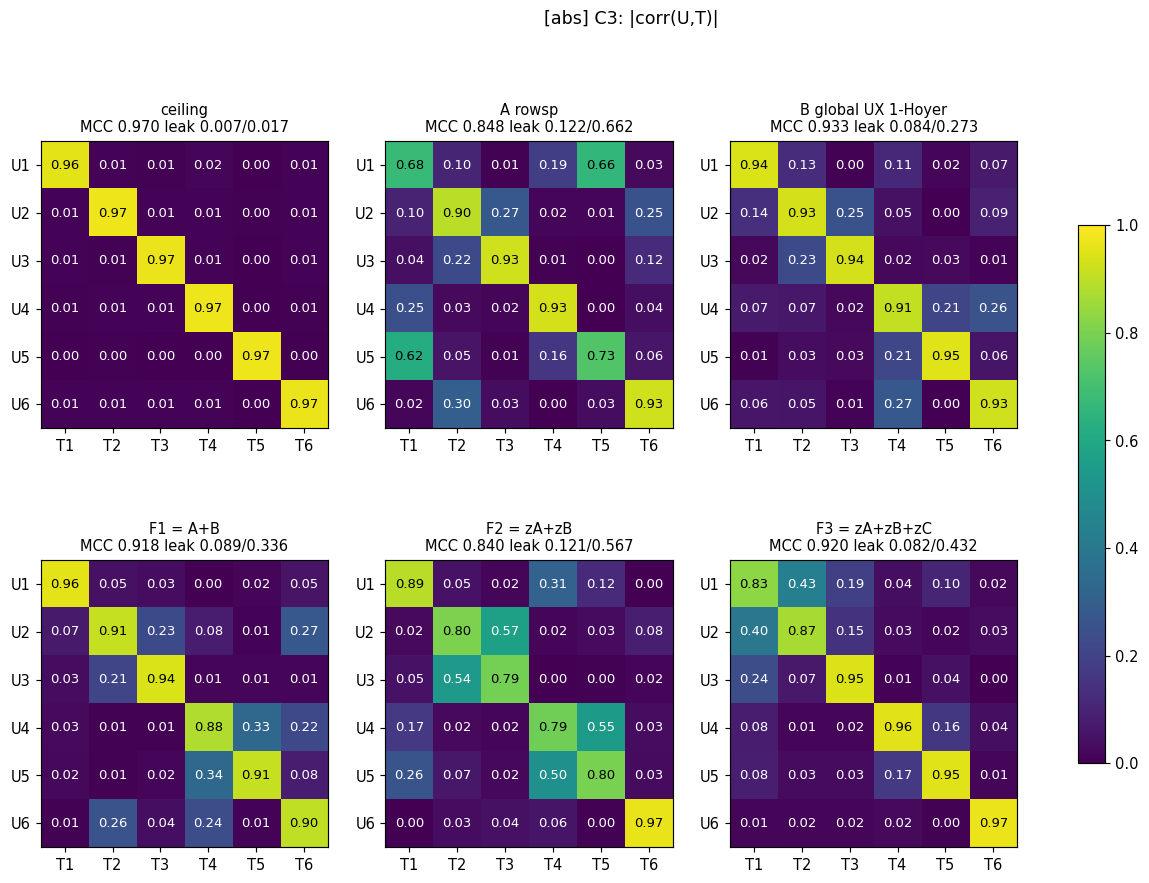 [abs] C3: |corr(U,T)|
ceiling
MCC 0.970 leak 0.007/0.017
U1 0.96 0.01 0.01 0.02 0.00 0.01
U2 0.01 0.97 0.01 0.01 0.00 0.01
U3 0.01 0.01 0.97 0.01 0.00 0.01
U4 0.01 0.01 0.01 0.97 0.00 0.01
U5 0.00 0.00 0.00 0.00 0.97 0.00
U6 0.01 0.01 0.01 0.01 0.00 0.97
T1 T2 T3 T4 T5 T6
A rowsp
MCC 0.848 leak 0.122/0.662
U1 0.68 0.10 0.01 0.19 0.66 0.03
U2 0.10 0.90 0.27 0.02 0.01 0.25
U3 0.04 0.22 0.93 0.01 0.00 0.12
U4 0.25 0.03 0.02 0.93 0.00 0.04
U5 0.62 0.05 0.01 0.16 0.73 0.06
U6 0.02 0.30 0.03 0.00 0.03 0.93
T1 T2 T3 T4 T5 T6
B global UX 1-Hoyer
MCC 0.933 leak 0.084/0.273
U1 0.94 0.13 0.00 0.11 0.02 0.07
U2 0.14 0.93 0.25 0.05 0.00 0.09
U3 0.02 0.23 0.94 0.02 0.03 0.01
U4 0.07 0.07 0.02 0.91 0.21 0.26
U5 0.01 0.03 0.03 0.21 0.95 0.06
U6 0.06 0.05 0.01 0.27 0.00 0.93
T1 T2 T3 T4 T5 T6
F1 = A+B
MCC 0.918 leak 0.089/0.336
U1 0.96 0.05 0.03 0.00 0.02 0.05
U2 0.07 0.91 0.23 0.08 0.01 0.27
U3 0.03 0.21 0.94 0.01 0.01 0.01
U4 0.03 0.01 0.01 0.88 0.33 0.22
U5 0.02 0.01 0.02 0.34 0.91 0.08
U6 0.01 0.26 0.04 0.24 0.01 0.90
T1 T2 T3 T4 T5 T6
F2 = zA+zB
MCC 0.840 leak 0.121/0.567
U1 0.89 0.05 0.02 0.31 0.12 0.00
U2 0.02 0.80 0.57 0.02 0.03 0.08
U3 0.05 0.54 0.79 0.00 0.00 0.02
U4 0.17 0.02 0.02 0.79 0.55 0.03
U5 0.26 0.07 0.02 0.50 0.80 0.03
U6 0.00 0.03 0.04 0.06 0.00 0.97
T1 T2 T3 T4 T5 T6
F3 = zA+zB+zC
MCC 0.920 leak 0.082/0.432
U1 0.83 0.43 0.19 0.04 0.10 0.02
U2 0.40 0.87 0.15 0.03 0.02 0.03
U3 0.24 0.07 0.95 0.01 0.04 0.00
U4 0.08 0.01 0.02 0.96 0.16 0.04
U5 0.08 0.03 0.03 0.17 0.95 0.01
U6 0.01 0.02 0.02 0.02 0.00 0.97
T1 T2 T3 T4 T5 T6
1.0
0.8
0.6
0.4
0.2
0.0